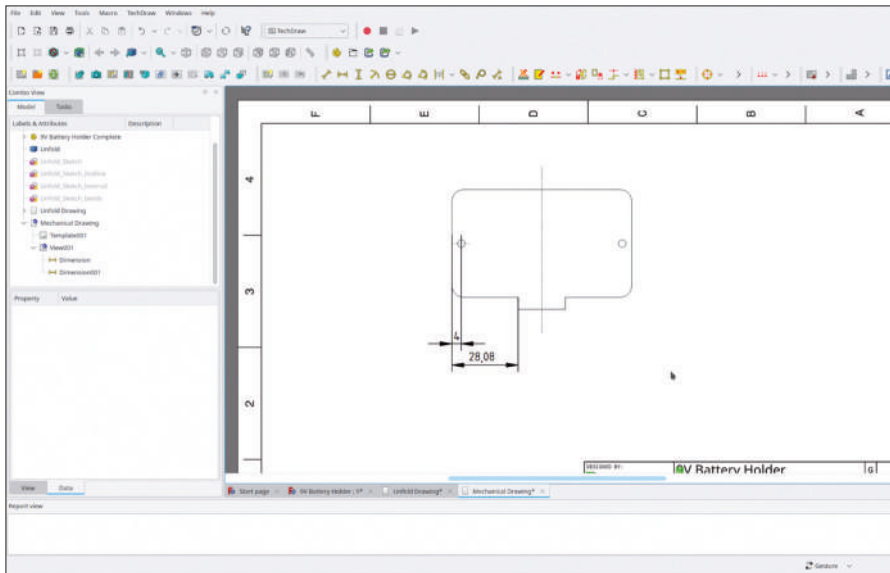 File Edit View Tools Macro TechDraw Windows Help
TechDraw
Combo View
Model Tasks
Labels & Attributes Description
9V Battery Holder Complete
Unfold
Unfold_Sketch
Unfold_Sketch_Outline
Unfold_Sketch_Internal
Unfold_Sketch_bends
Unfold Drawing
Mechanical Drawing
Template001
View001
Dimension
Dimension001
Property Value
F E D C B A
4
3
2
4
28,08
DESIGNED BY:
9V Battery Holder
G
View Data
Start page
9V Battery Holder : 1*
Unfold Drawing*
Mechanical Drawing*
Report view
Gesture